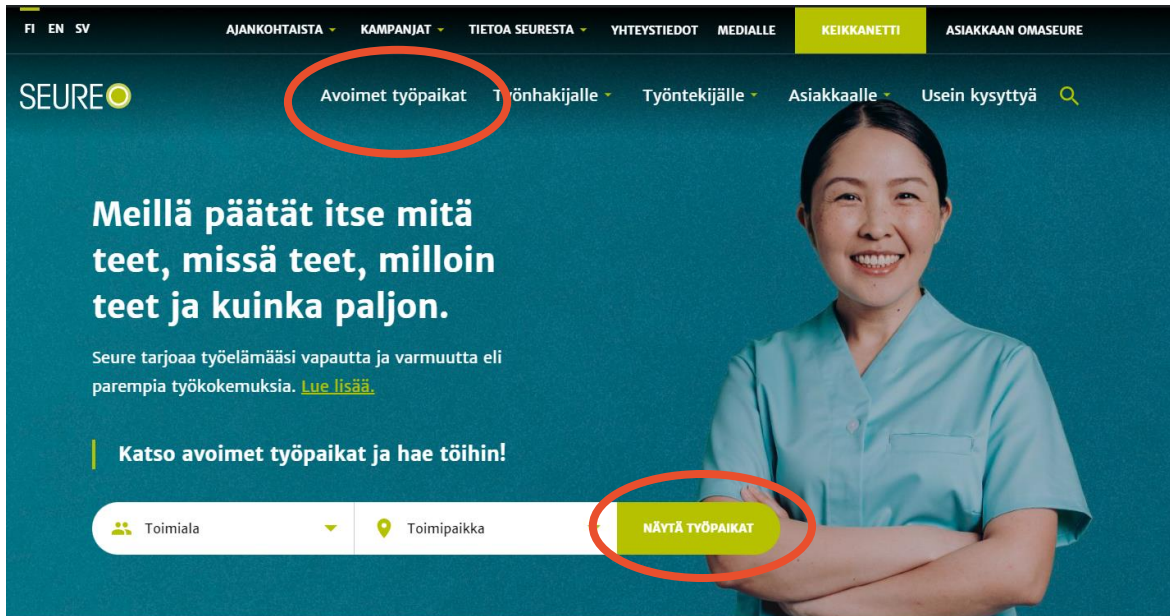 FI EN SV AJANKOHTAISTA KAMPANJAT TIETOA SEURESTA YHTEYSTIEDOT MEDIALLE KEIKKANETTI ASIAKKAAN OMASEURE
SEURE Avoimet työpaikat Työnhakijalle Työntekijälle Asiakkaalle Usein kysyttyä
Meillä päätät itse mitä
teet, missä teet, milloin
teet ja kuinka paljon.
Seure tarjoaa työelämääsi vapautta ja varmuutta eli
parempia työkokemuksia. Lue lisää.
Katso avoimet työpaikat ja hae töihin!
Toimiala Toimipaikka NÄYTÄ TYÖPAIKAT